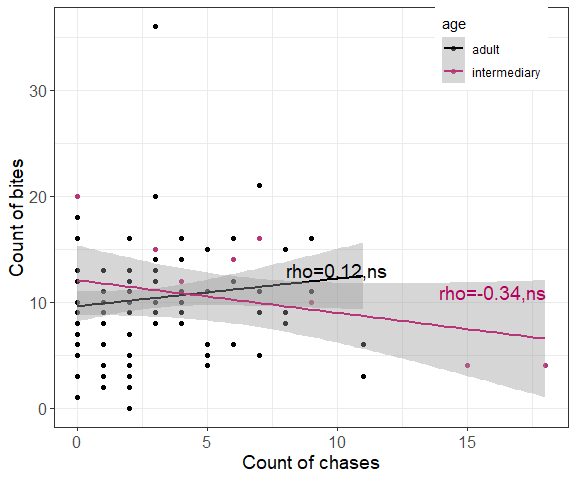 age
adult
intermediary
30
20
10
0
Count of bites
rho=0.12,ns
rho=-0.34,ns
0
5
10
15
Count of chases